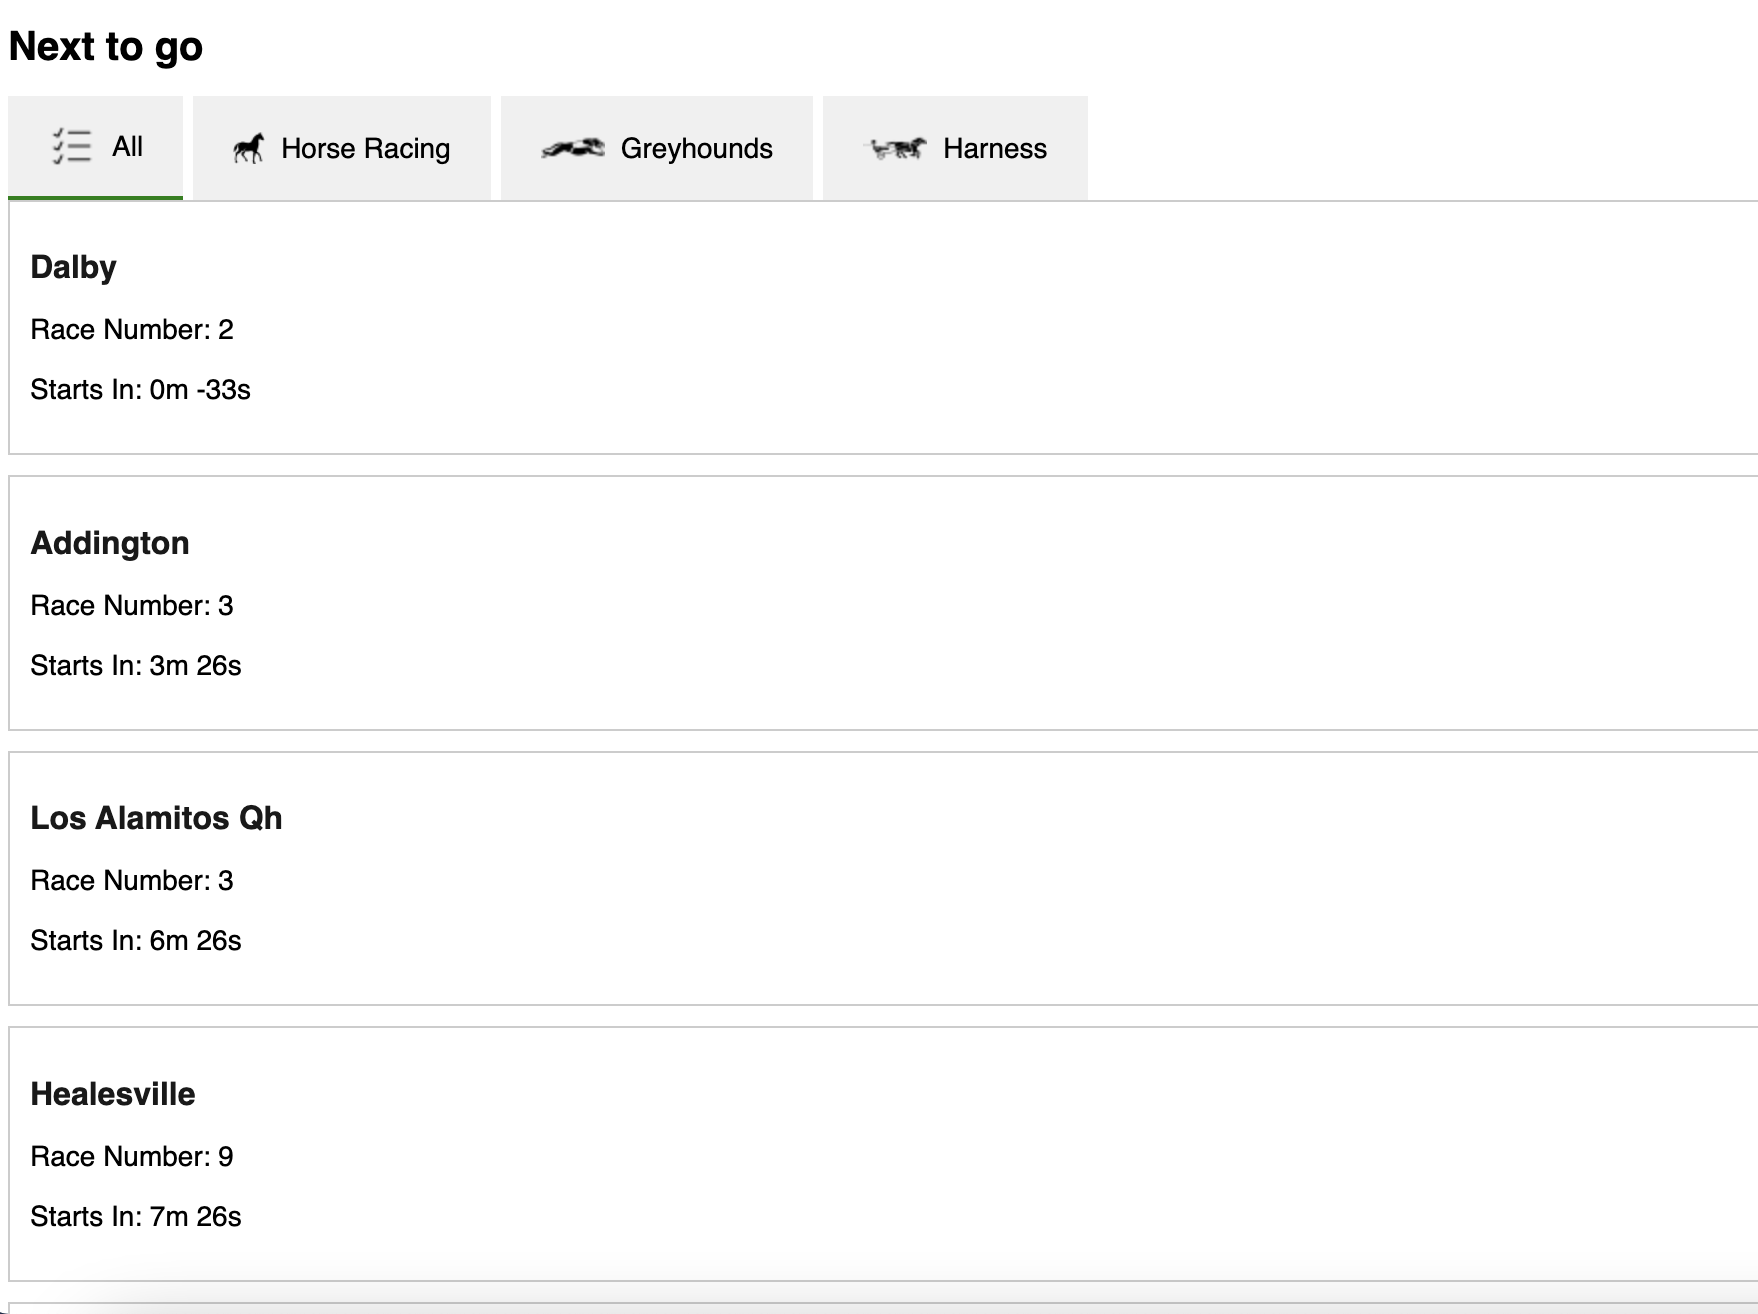 Next to go
All Horse Racing Greyhounds Harness
Dalby
Race Number: 2
Starts In: 0m -33s
Addington
Race Number: 3
Starts In: 3m 26s
Los Alamitos Qh
Race Number: 3
Starts In: 6m 26s
Healesville
Race Number: 9
Starts In: 7m 26s